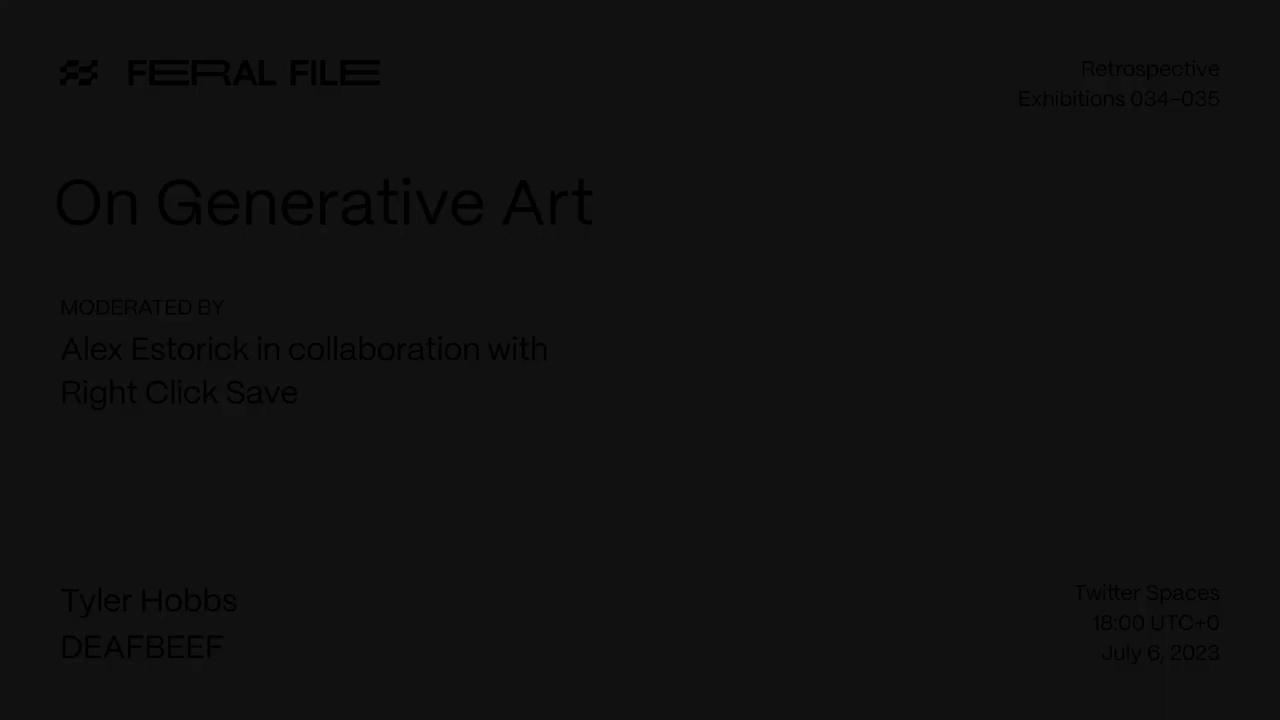 FERAL FILE
Retrospective
Exhibitions 034–035
On Generative Art
MODERATED BY
Alex Estorick in collaboration with
Right Click Save
Tyler Hobbs
DEAFBEEF
Twitter Spaces
18:00 UTC+0
July 6, 2023